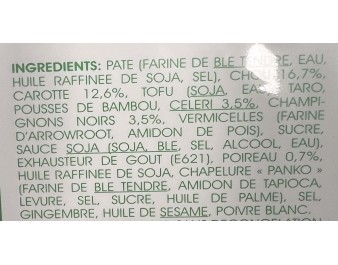 INGREDIENTS: PATE (FARINE DE BLE TENDRE, EAU,
HUILE RAFFINEE DE SOJA, SEL), CHOU 16,7%,
CAROTTE 12,6%, TOFU (SOJA, EAU), TARO,
POUSSES DE BAMBOU, CELERI 3,5%, CHAMPI-
GNONS NOIRS 3,5%, VERMICELLES (FARINE
D'ARROWROOT, AMIDON DE POIS), SUCRE,
SAUCE SOJA (SOJA, BLE, SEL, ALCOOL, EAU),
EXHAUSTEUR DE GOUT (E621), POIREAU 0,7%,
HUILE RAFFINEE DE SOJA, CHAPELURE « PANKO »
(FARINE DE BLE TENDRE, AMIDON DE TAPIOCA,
LEVURE, SEL, SUCRE, HUILE DE PALME), SEL,
GINGEMBRE, HUILE DE SESAME, POIVRE BLANC.